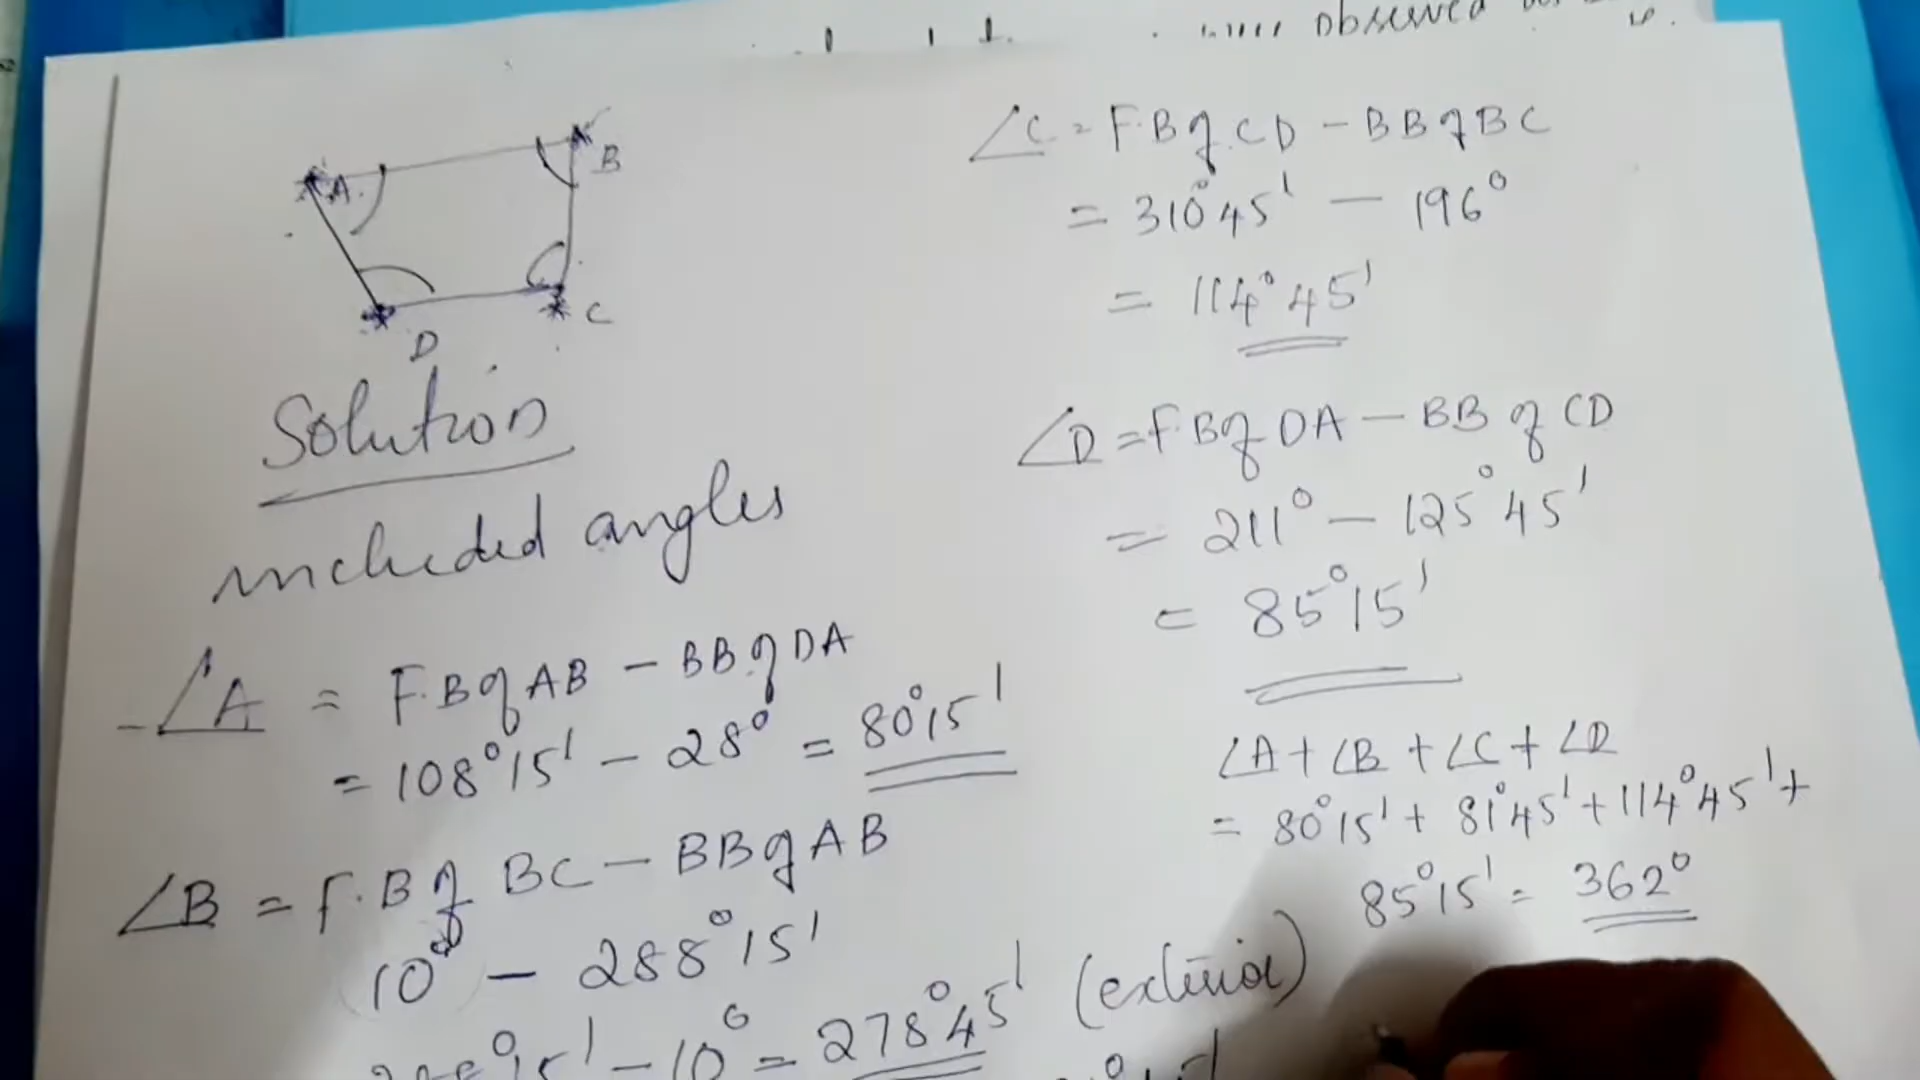 observed
A
B
C
D
Solution
included angles
∠A = F.B of AB - BB of DA
= 108°15' - 28° = 80°15'
∠B = F.B of BC - BB of AB
10° - 288°15'
15' - 10° = 278°45' (exterior)
∠C = F.B of CD - BB of BC
= 310°45' - 196°
= 114°45'
∠D = F.B of DA - BB of CD
= 211° - 125°45'
= 85°15'
∠A + ∠B + ∠C + ∠D
= 80°15' + 81°45' + 114°45' +
85°15' = 362°